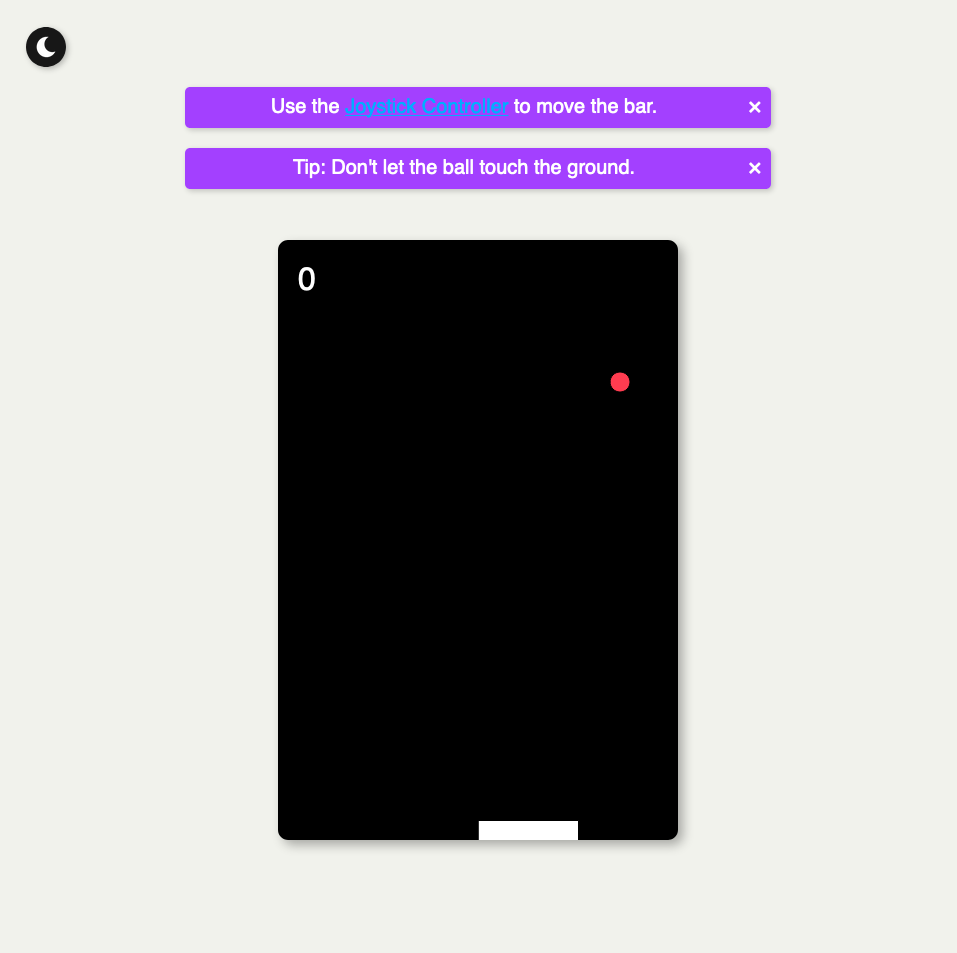 Use the Joystick Controller to move the bar. ×
Tip: Don't let the ball touch the ground. ×
0